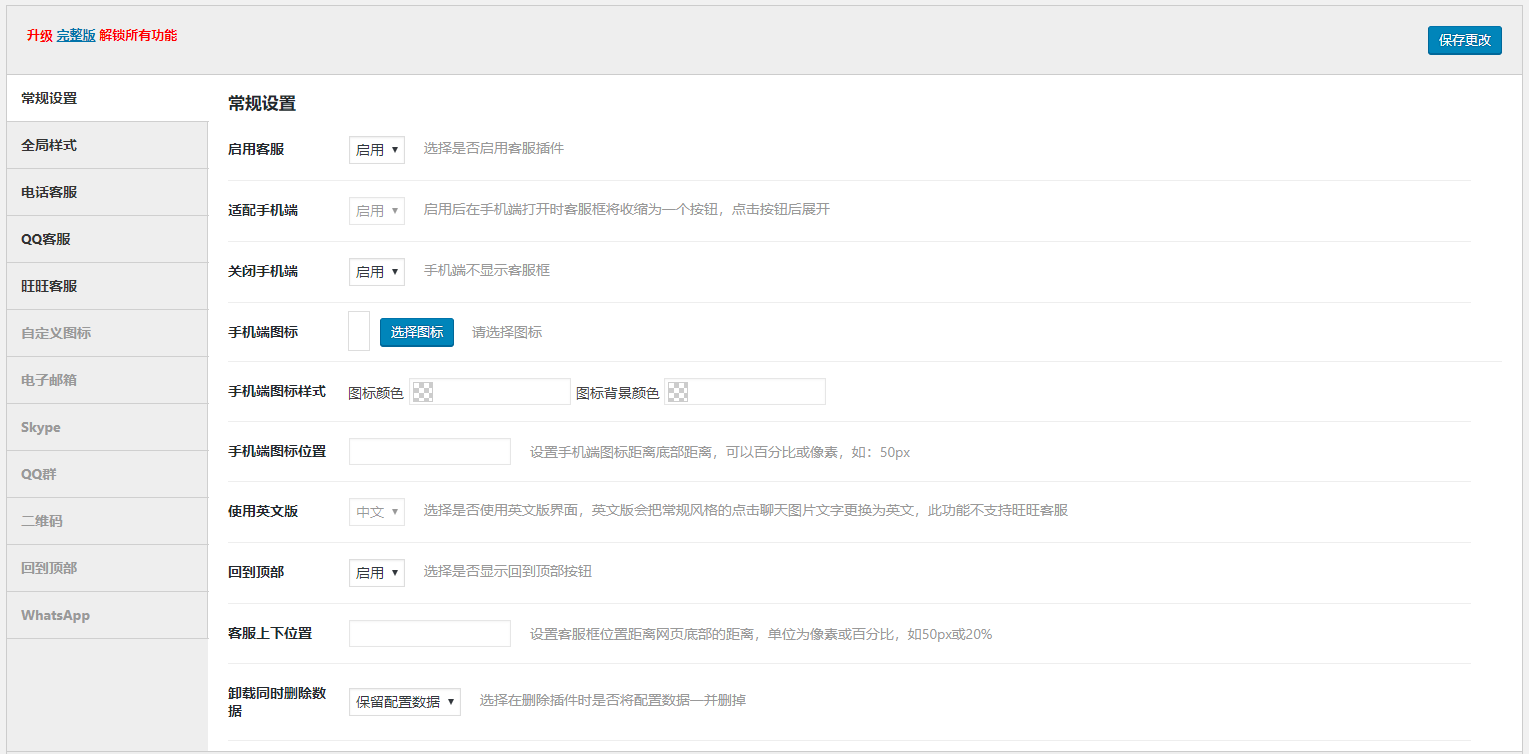 升级 完整版 解锁所有功能
保存更改
常规设置
全局样式
电话客服
QQ客服
旺旺客服
自定义图标
电子邮箱
Skype
QQ群
二维码
回到顶部
WhatsApp
常规设置
启用客服 启用 选择是否启用客服插件
适配手机端 启用 启用后在手机端打开时客服框将收缩为一个按钮，点击按钮后展开
关闭手机端 启用 手机端不显示客服框
手机端图标 选择图标 请选择图标
手机端图标样式 图标颜色 图标背景颜色
手机端图标位置 设置手机端图标距离底部距离，可以百分比或像素，如：50px
使用英文版 中文 选择是否使用英文版界面，英文版会把常规风格的点击聊天图片文字更换为英文，此功能不支持旺旺客服
回到顶部 启用 选择是否显示回到顶部按钮
客服上下位置 设置客服框位置距离网页底部的距离，单位为像素或百分比，如50px或20%
卸载同时删除数
据 保留配置数据 选择在删除插件时是否将配置数据一并删掉